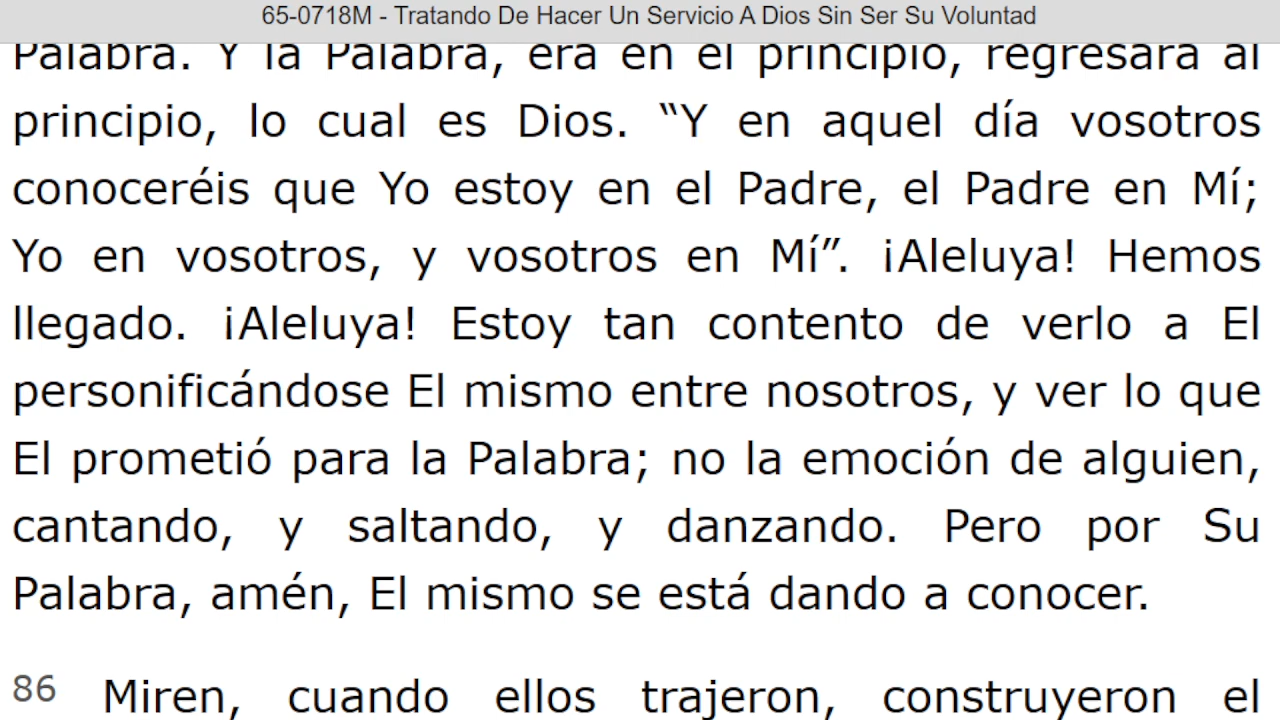 65-0718M - Tratando De Hacer Un Servicio A Dios Sin Ser Su Voluntad
Palabra. Y la Palabra, era en el principio, regresará al
principio, lo cual es Dios. “Y en aquel día vosotros
conoceréis que Yo estoy en el Padre, el Padre en Mí;
Yo en vosotros, y vosotros en Mí”. ¡Aleluya! Hemos
llegado. ¡Aleluya! Estoy tan contento de verlo a El
personificándose El mismo entre nosotros, y ver lo que
El prometió para la Palabra; no la emoción de alguien,
cantando, y saltando, y danzando. Pero por Su
Palabra, amén, El mismo se está dando a conocer.
86 Miren, cuando ellos trajeron, construyeron el